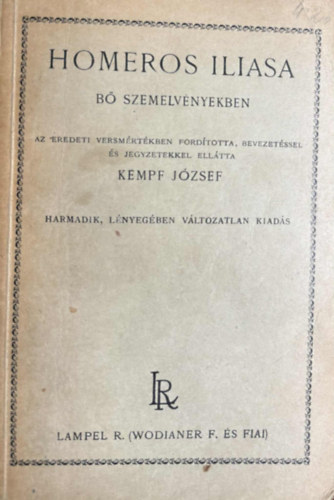 HOMEROS ILIASA
BŐ SZEMELVÉNYEKBEN
AZ EREDETI VERSMÉRTÉKBEN FORDÍTOTTA, BEVEZETÉSSEL
ÉS JEGYZETEKKEL ELLÁTTA
KEMPF JÓZSEF
HARMADIK, LÉNYEGÉBEN VÁLTOZATLAN KIADÁS
LR
LAMPEL R. (WODIANER F. ÉS FIAI)